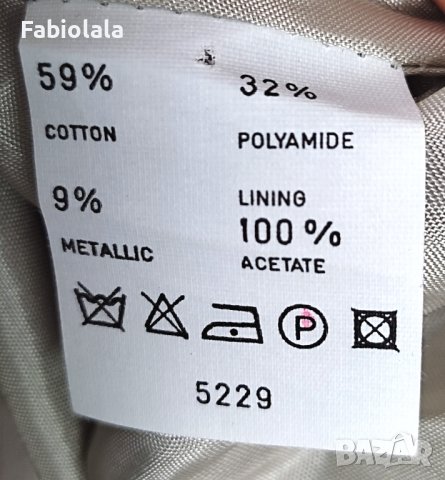 Fabiolala
59% 32%
COTTON POLYAMIDE
9% LINING
100%
METALLIC ACETATE
P
5229
BAZAR